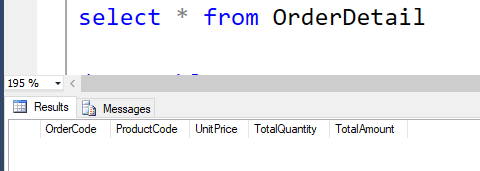 select * from OrderDetail
195 %
Results Messages
OrderCode ProductCode UnitPrice TotalQuantity TotalAmount